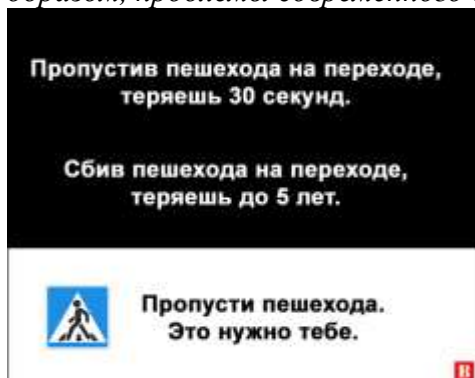 Пропустив пешехода на переходе,
теряешь 30 секунд.
Сбив пешехода на переходе,
теряешь до 5 лет.
Пропусти пешехода.
Это нужно тебе.
В